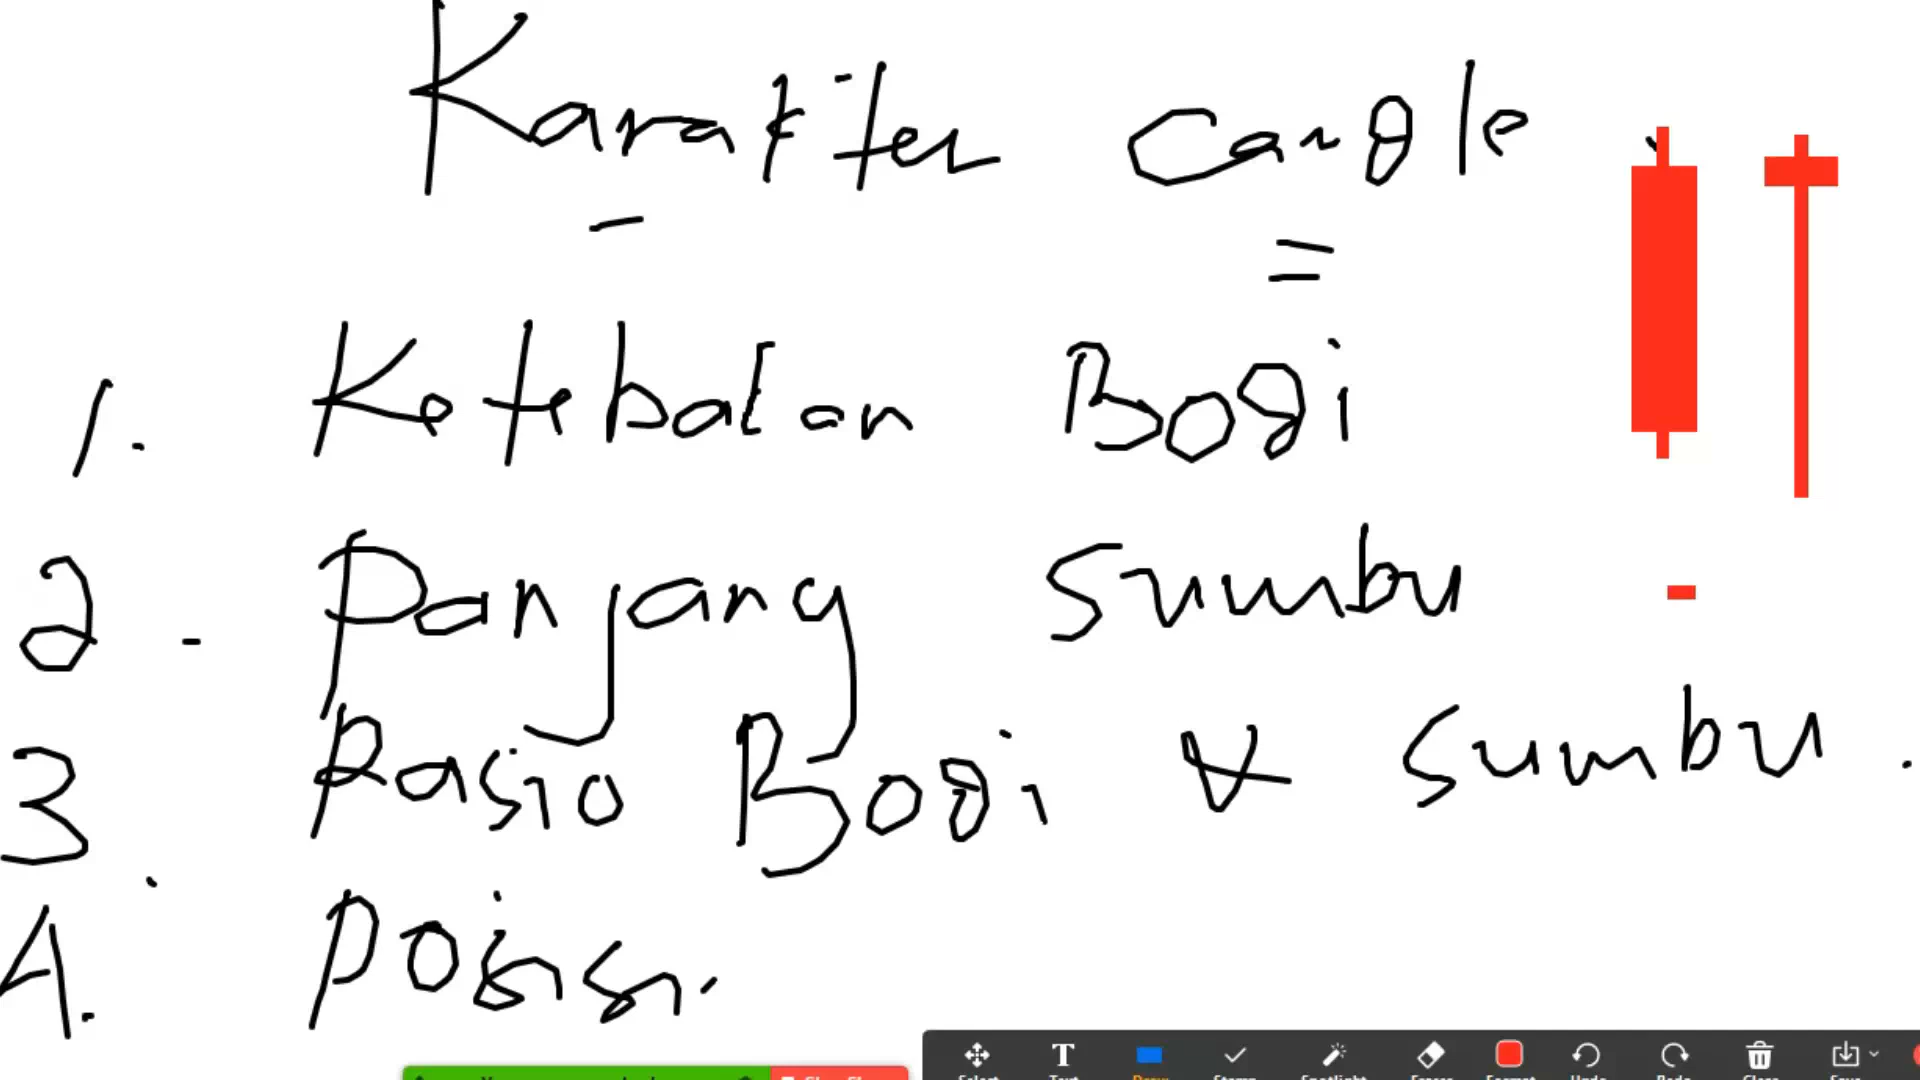 Karakter candle
1. Ketebalan Bodi
2. Panjang sumbu
3. Rasio Bodi & sumbu.
4. Posisi
T